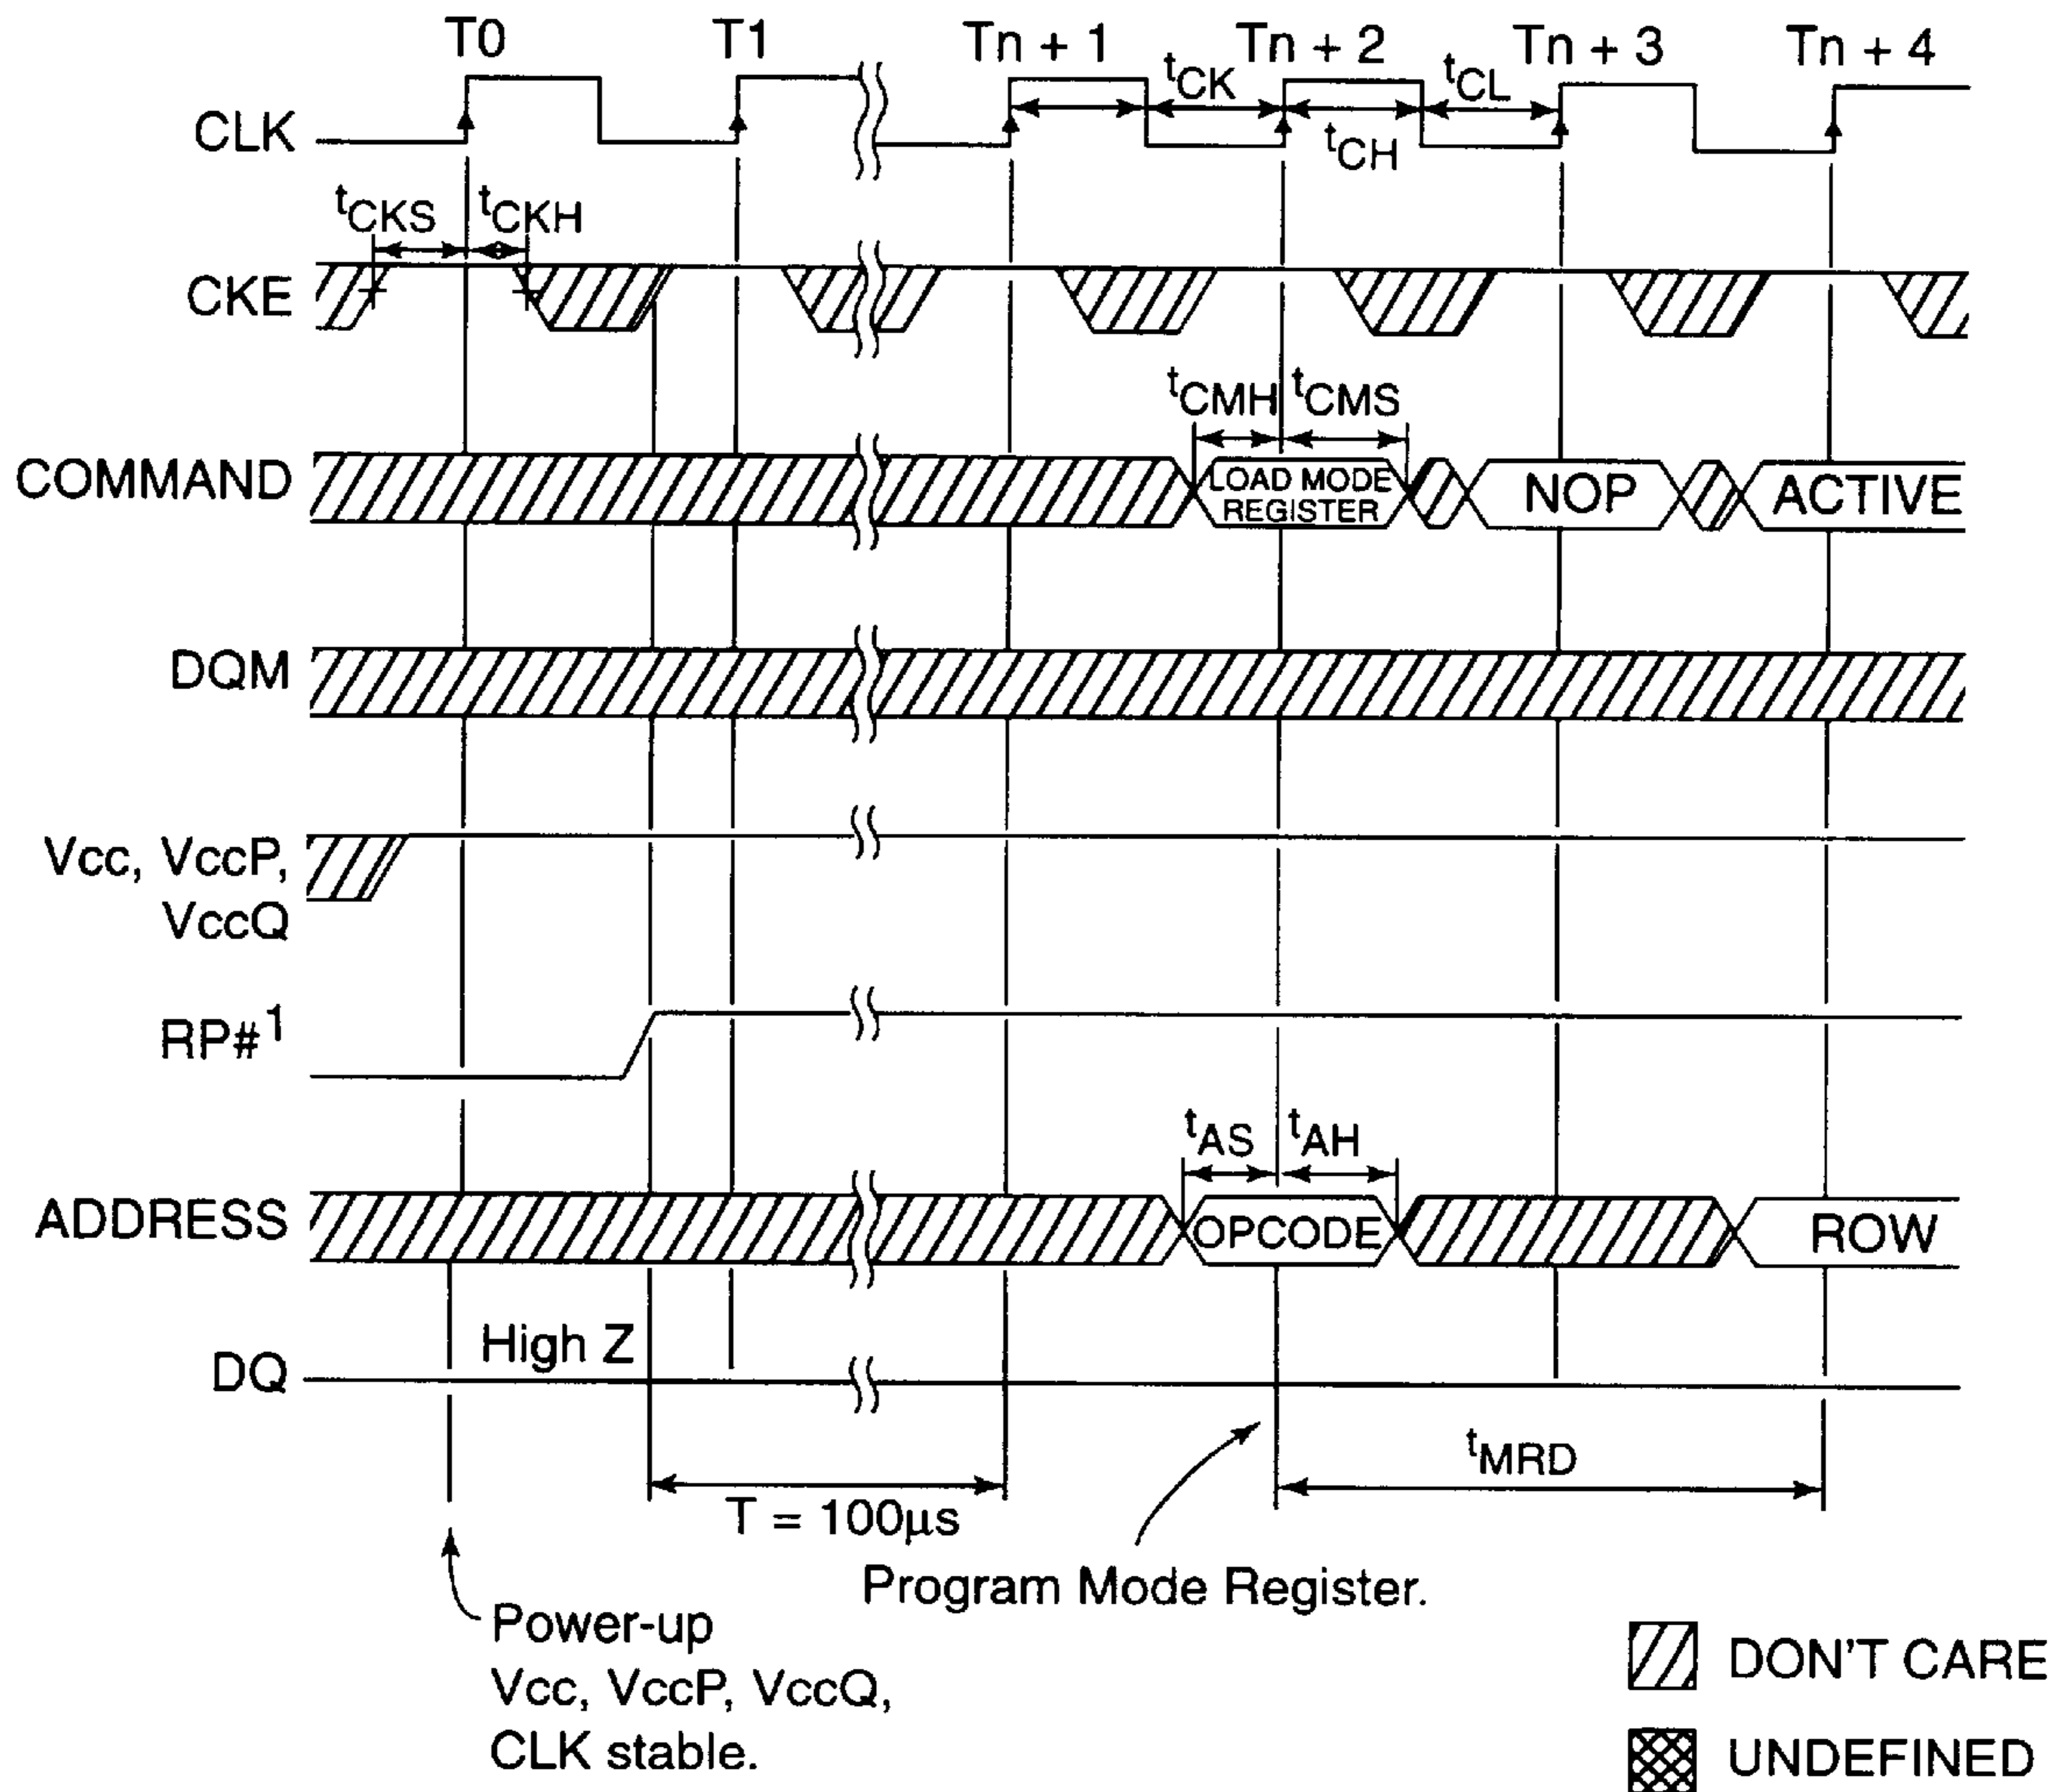 T0 T1 Tn + 1 Tn + 2 Tn + 3 Tn + 4
tCK tCL
CLK
tCH
tCKS tCKH
CKE
tCMH tCMS
COMMAND
LOAD MODE
REGISTER
NOP
ACTIVE
DQM
Vcc, VccP,
VccQ
RP#1
tAS tAH
ADDRESS
OPCODE
ROW
High Z
DQ
tMRD
T = 100µs
Program Mode Register.
Power-up
Vcc, VccP, VccQ,
CLK stable.
DON'T CARE
UNDEFINED